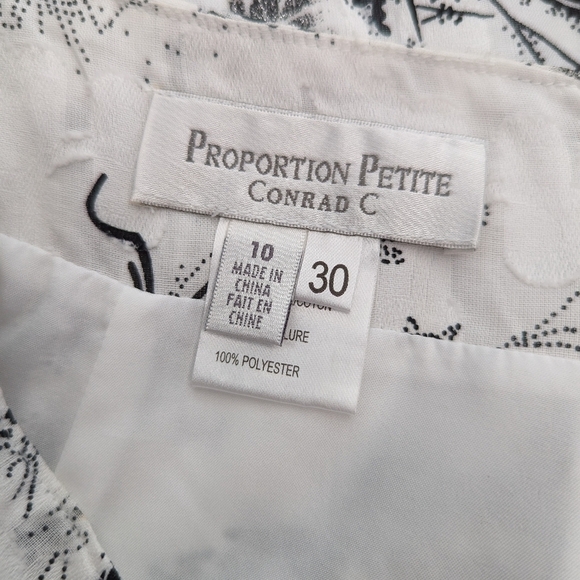 PROPORTION PETITE
CONRAD C
10
MADE IN
CHINA
FAIT EN
CHINE
30
100% POLYESTER